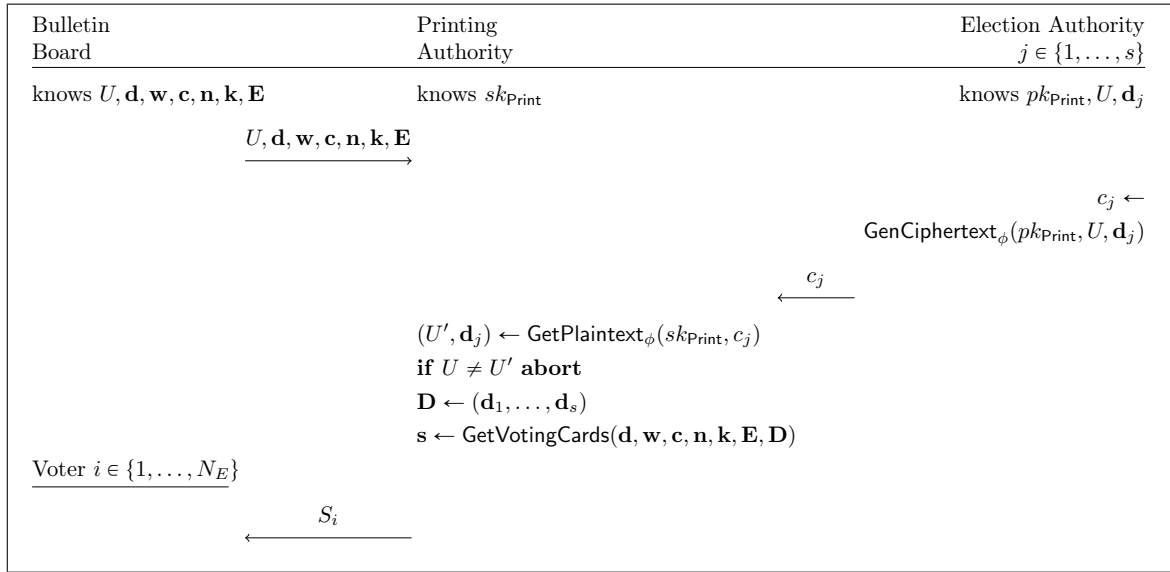 Bulletin Printing Election Authority
Board Authority j ∈ {1, . . . , s}
knows U, d, w, c, n, k, E knows sk_Print knows pk_Print, U, d_j
U, d, w, c, n, k, E
c_j ←
GenCiphertext_ϕ(pk_Print, U, d_j)
c_j
(U′, d_j) ← GetPlaintext_ϕ(sk_Print, c_j)
if U ≠ U′ abort
D ← (d_1, . . . , d_s)
s ← GetVotingCards(d, w, c, n, k, E, D)
Voter i ∈ {1, . . . , N_E}
S_i